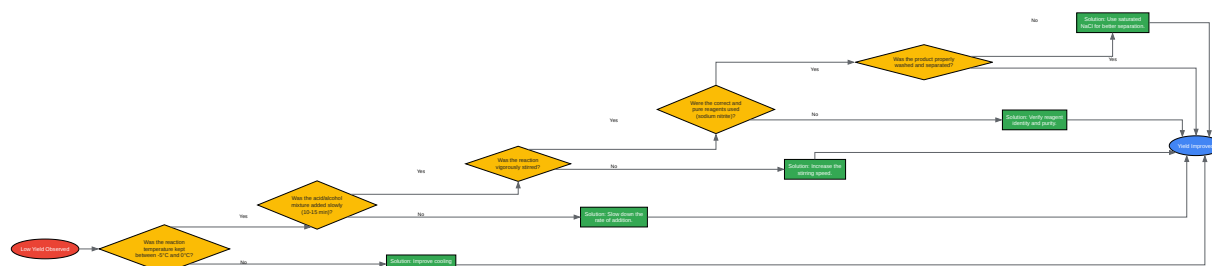 Low Yield Observed
Was the reaction
temperature kept
between -5°C and 0°C?
Yes
No
Solution: Improve cooling
Was the acid/alcohol
mixture added slowly
(10-15 min)?
Yes
No
Solution: Slow down the
rate of addition.
Was the reaction
vigorously stirred?
Yes
No
Solution: Increase the
stirring speed.
Were the correct and
pure reagents used
(sodium nitrite)?
Yes
No
Solution: Verify reagent
identity and purity.
Was the product properly
washed and separated?
No
Yes
Solution: Use saturated
NaCl for better separation.
Yield Improve